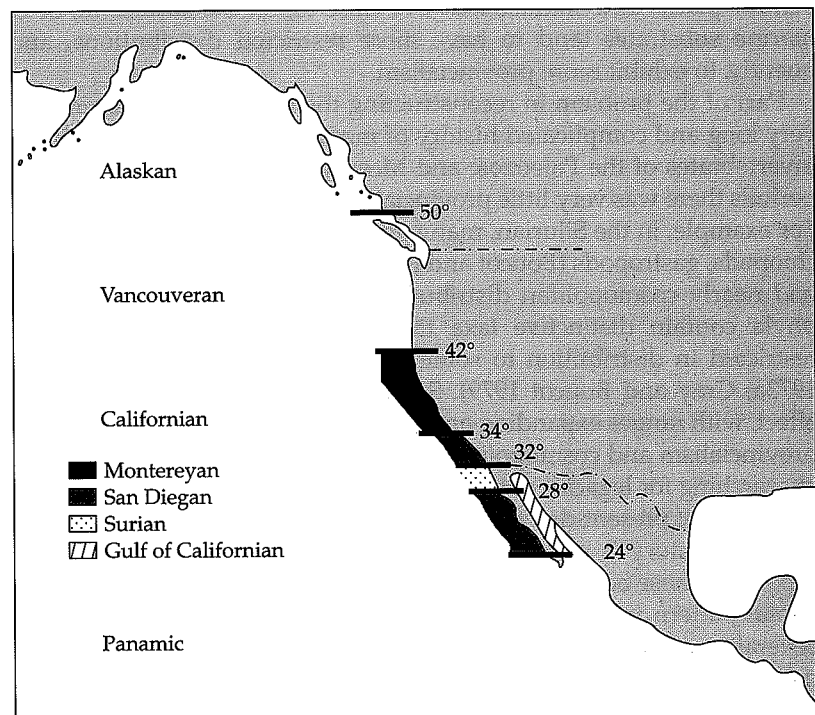 Alaskan
50°
Vancouveran
42°
Californian
34°
32°
Montereyan
San Diegan
28°
Surian
Gulf of Californian
24°
Panamic